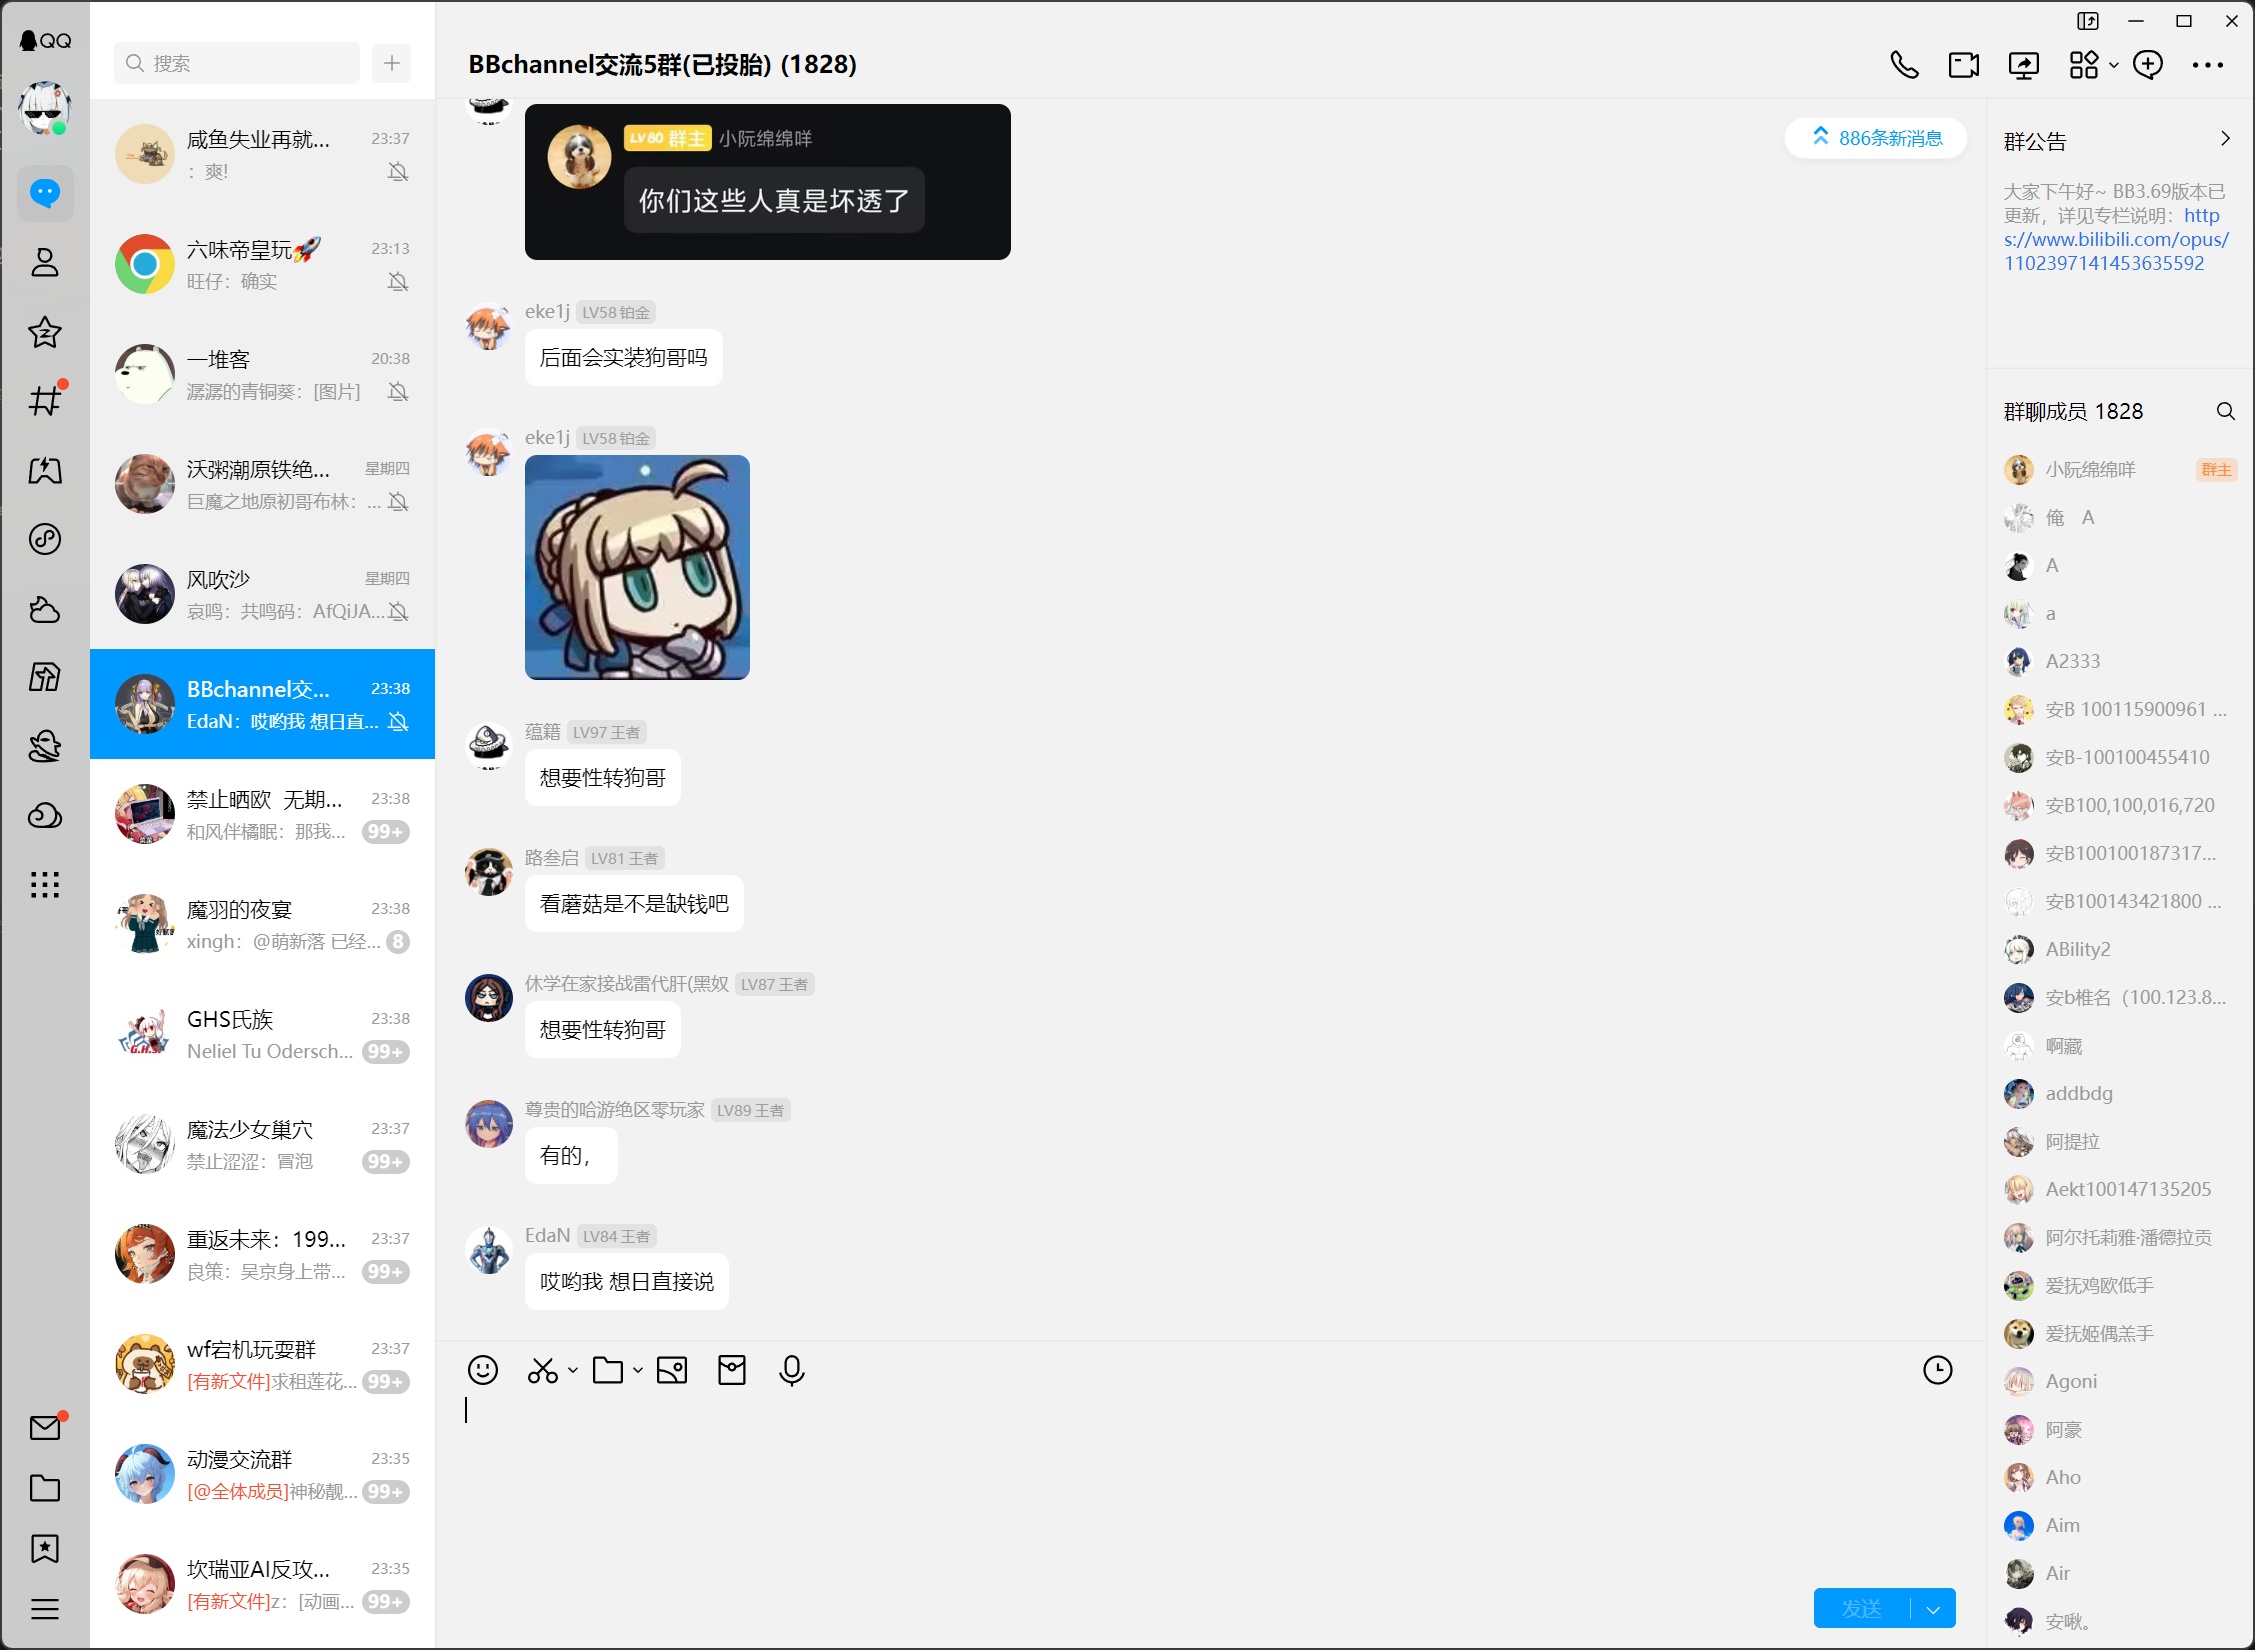 QQ
搜索
咸鱼失业再就... 23:37
：爽!
六味帝皇玩🚀 23:13
旺仔：确实
一堆客 20:38
潺潺的青铜葵：[图片]
沃粥潮原铁绝... 星期四
巨魔之地原初哥布林：...
风吹沙 星期四
哀鸣：共鸣码：AfQiJA...
BBchannel交... 23:38
EdaN：哎哟我 想日直...
禁止晒欧 无期... 23:38
和风伴橘眠：那我... 99+
魔羽的夜宴 23:38
xingh：@萌新落 已经... 8
GHS氏族 23:38
Neliel Tu Odersch... 99+
魔法少女巢穴 23:37
禁止涩涩：冒泡 99+
重返未来：199... 23:37
良策：吴京身上带... 99+
wf宕机玩耍群 23:37
[有新文件]求租莲花... 99+
动漫交流群 23:35
[@全体成员]神秘靓... 99+
坎瑞亚AI反攻... 23:35
[有新文件]z：[动画... 99+
BBchannel交流5群(已投胎) (1828)
886条新消息
LV80 群主 小阮绵绵咩
你们这些人真是坏透了
eke1j LV58 铂金
后面会实装狗哥吗
eke1j LV58 铂金
蕴籍 LV97 王者
想要性转狗哥
路叁启 LV81 王者
看蘑菇是不是缺钱吧
休学在家接战雷代肝(黑奴 LV87 王者
想要性转狗哥
尊贵的哈游绝区零玩家 LV89 王者
有的，
EdaN LV84 王者
哎哟我 想日直接说
发送
群公告
大家下午好~ BB3.69版本已
更新，详见专栏说明：http
s://www.bilibili.com/opus/
1102397141453635592
群聊成员 1828
小阮绵绵咩 群主
俺 A
A
a
A2333
安B 100115900961 ...
安B-100100455410
安B100,100,016,720
安B100100187317...
安B100143421800 ...
ABility2
安b椎名（100.123.8...
啊藏
addbdg
阿提拉
Aekt100147135205
阿尔托莉雅·潘德拉贡
爱抚鸡欧低手
爱抚姬偶羔手
Agoni
阿豪
Aho
Aim
Air
安啾。